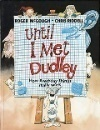 ROGER McGOUGH · CHRIS RIDDELL
Until
I Met
Dudley
How Everyday Things
Really Work